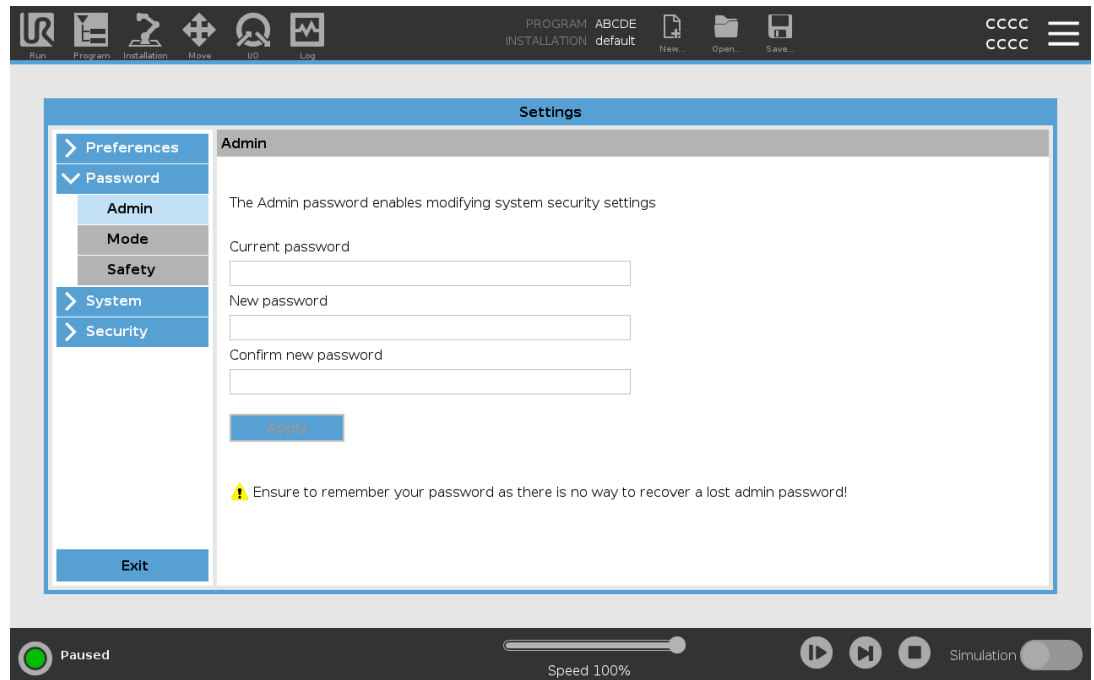 PROGRAM ABCDE
INSTALLATION default
CCCC
CCCC
UR
Run
Program
Installation
Move
I/O
Log
New...
Open...
Save...
Settings
Preferences
Password
Admin
Mode
Safety
System
Security
Exit
Admin
The Admin password enables modifying system security settings
Current password
New password
Confirm new password
Apply
Ensure to remember your password as there is no way to recover a lost admin password!
Paused
Speed 100%
Simulation